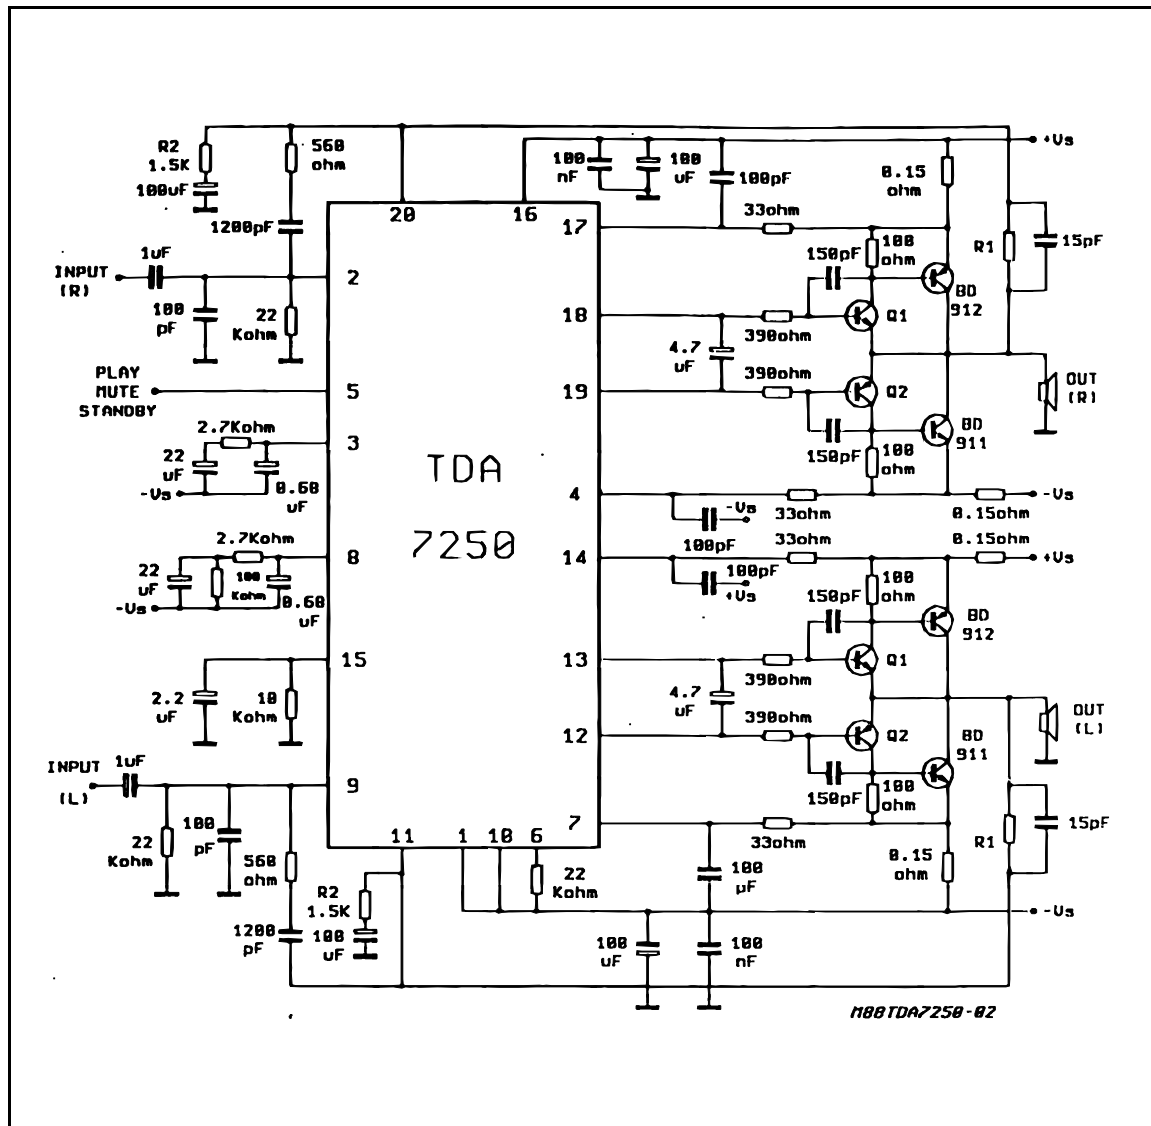 R2
1.5K
100uF
560
ohm
1200pF
1uF
INPUT
(R)
100
pF
22
Kohm
PLAY
MUTE
STANDBY
2.7Kohm
22
uF
-Vs
0.68
uF
2.7Kohm
22
uF
100
Kohm
-Vs
0.68
uF
2.2
uF
10
Kohm
INPUT
(L)
1uF
22
Kohm
100
pF
560
ohm
1200
pF
R2
1.5K
100
uF
20
16
17
2
18
5
19
3
4
8
14
15
13
12
9
7
11
1
10
6
TDA
7250
22
Kohm
100
nF
100
uF
100pF
+Vs
0.15
ohm
33ohm
150pF
100
ohm
R1
15pF
BD
912
Q1
390ohm
4.7
uF
390ohm
Q2
OUT
(R)
BD
911
150pF
100
ohm
-Vs
-Vs
33ohm
0.15ohm
100pF
33ohm
0.15ohm
100pF
+Vs
+Vs
150pF
100
ohm
BD
912
Q1
390ohm
4.7
uF
390ohm
Q2
OUT
(L)
BD
911
150pF
100
ohm
33ohm
0.15
ohm
R1
15pF
100
µF
-Vs
100
uF
100
nF
M88TDA7250-02